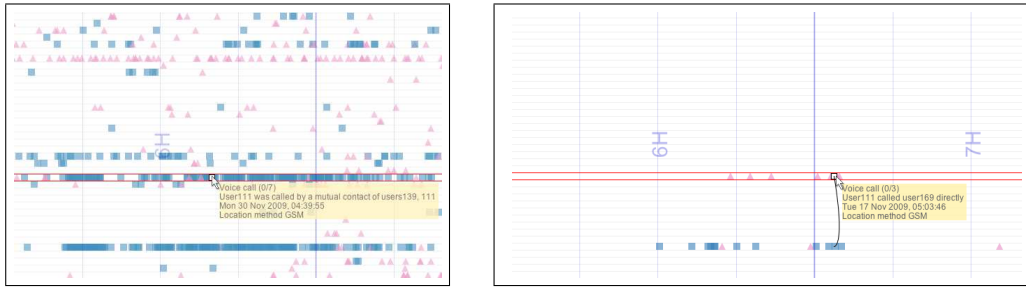 6H
Voice call (0/7)
User111 was called by a mutual contact of users139, 111
Mon 30 Nov 2009, 04:39:55
Location method GSM
6H
7H
Voice call (0/3)
User111 called user169 directly
Tue 17 Nov 2009, 05:03:46
Location method GSM